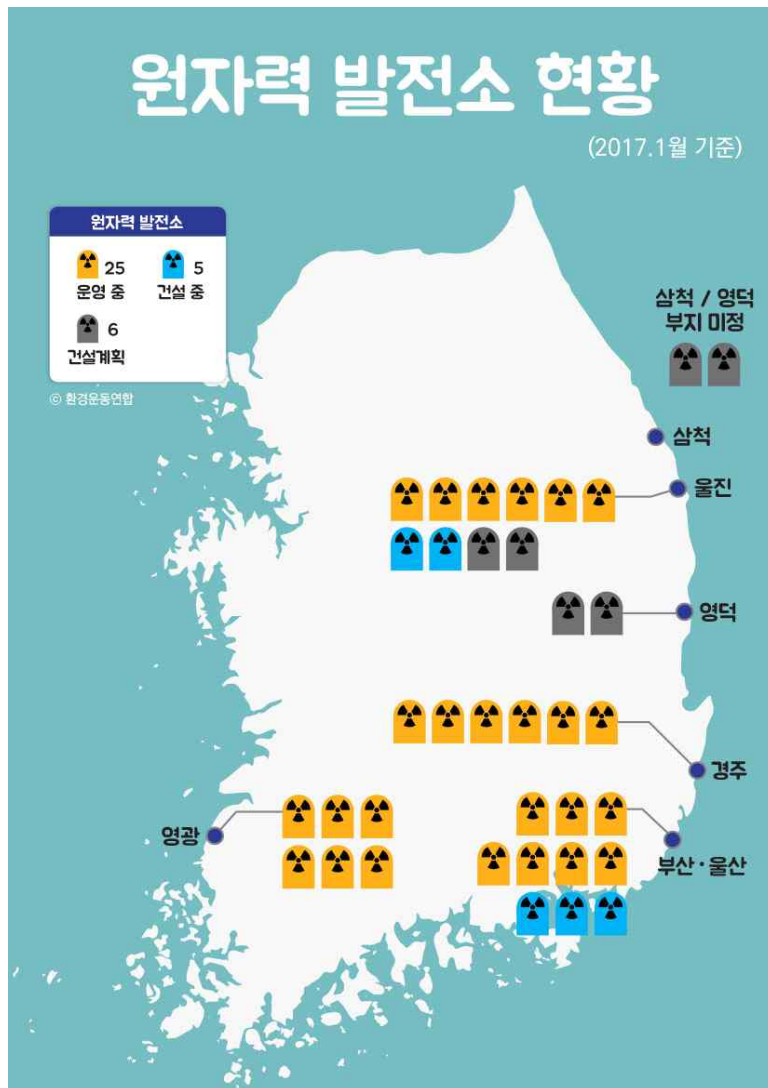 원자력 발전소 현황
(2017.1월 기준)
원자력 발전소
25
운영 중
5
건설 중
6
건설계획
© 환경운동연합
삼척 / 영덕
부지 미정
삼척
울진
영덕
경주
영광
부산·울산